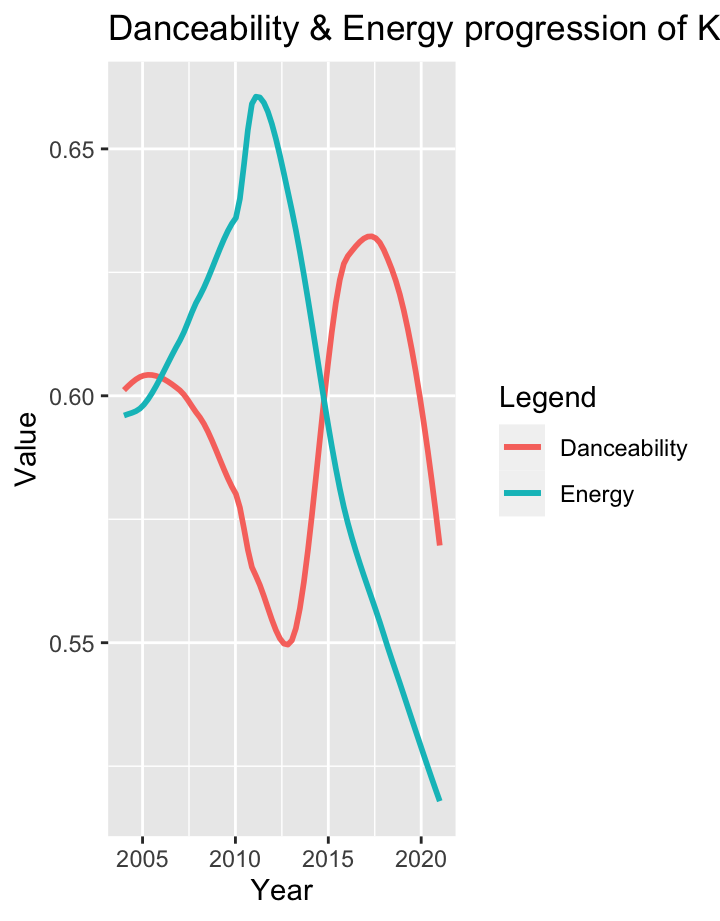 Danceability & Energy progression of K
0.65
0.60
0.55
Value
2005 2010 2015 2020
Year
Legend
Danceability
Energy